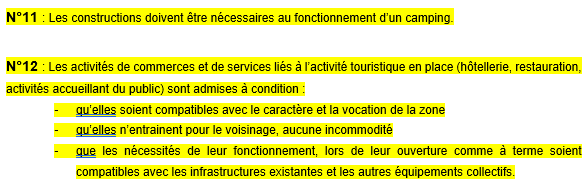 N°11 : Les constructions doivent être nécessaires au fonctionnement d'un camping.
N°12 : Les activités de commerces et de services liés à l'activité touristique en place (hôtellerie, restauration,
activités accueillant du public) sont admises à condition :
- qu'elles soient compatibles avec le caractère et la vocation de la zone
- qu'elles n'entrainent pour le voisinage, aucune incommodité
- que les nécessités de leur fonctionnement, lors de leur ouverture comme à terme soient
compatibles avec les infrastructures existantes et les autres équipements collectifs.